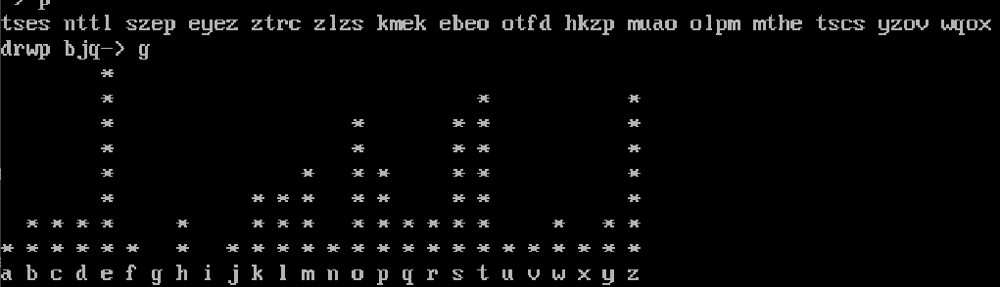 -> p
tses nttl szep eyez ztrc zlzs kmek ebeo otfd hkzp muao olpm mthe tscs yzov wqox
drwp bjq-> g
*
* * *
* * * * *
* * * * *
* * * * * * *
* * * * * * * * *
* * * * * * * * * * * * * * * * * *
* * * * * * * * * * * * * * * * * * * * * * * *
a b c d e f g h i j k l m n o p q r s t u v w x y z